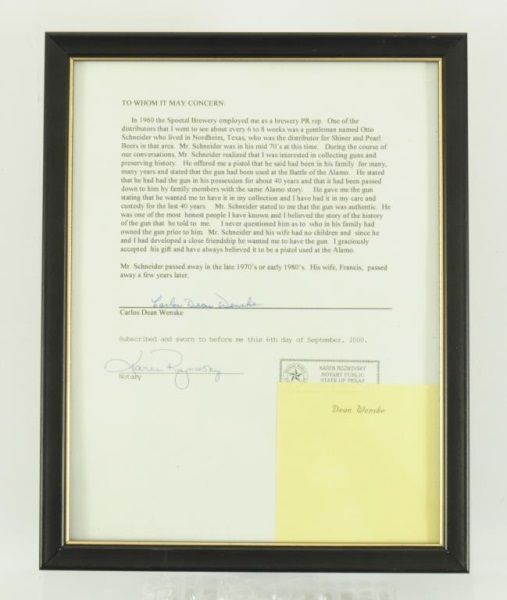 TO WHOM IT MAY CONCERN:
In 1960 the Spoetzl Brewery employed me as a brewery PR rep. One of the
distributors that I went to see about every 6 to 8 weeks was a gentleman named Otto
Schneider who lived in Nordheim, Texas, who was the distributor for Shiner and Pearl
Beers in that area. Mr. Schneider was in his mid 70's at this time. During the course of
our conversations, Mr. Schneider realized that I was interested in collecting guns and
preserving history. He offered me a pistol that he said had been in his family for many,
many years and stated that the gun had been used at the Battle of the Alamo. He stated
that he had had the gun in his possession for about 40 years and that it had been passed
down to him by family members with the same Alamo story. He gave me the gun
stating that he wanted me to have it in my collection and I have had it in my care and
custody for the last 40 years. Mr. Schneider stated to me that the gun was authentic. He
was one of the most honest people I have known and I believed the story of the history
of the gun that he told to me. I never questioned him as to who in his family had
owned the gun prior to him. Mr. Schneider and his wife had no children and since he
and I had developed a close friendship he wanted me to have the gun. I graciously
accepted his gift and have always believed it to be a pistol used at the Alamo.
Mr. Schneider passed away in the late 1970's or early 1980's. His wife, Francis, passed
away a few years later.
Carlos Dean Wenske
Carlos Dean Wenske
Subscribed and sworn to before me this 6th day of September, 2000.
Karen Roznovsky
Notary
KAREN ROZNOVSKY
NOTARY PUBLIC
STATE OF TEXAS
Dean Wenske